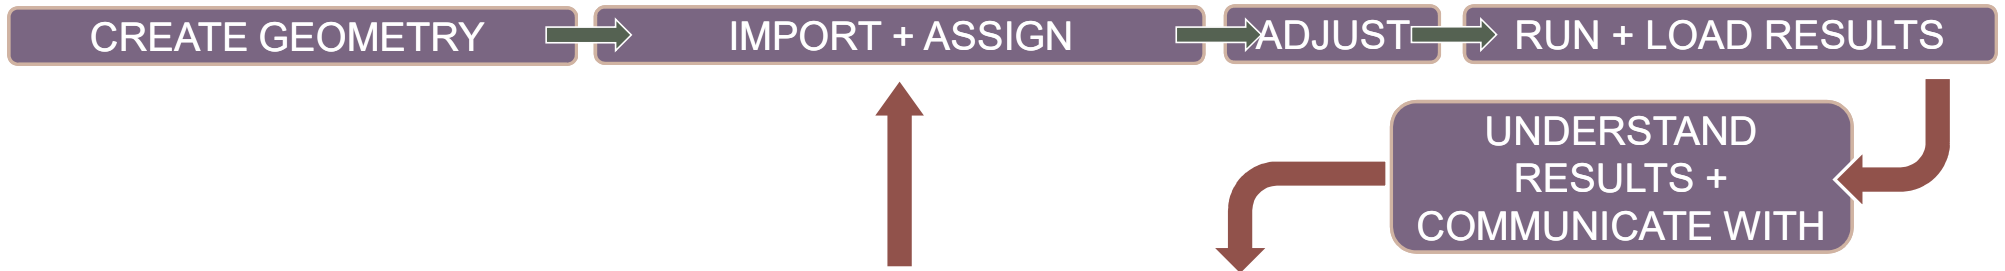 CREATE GEOMETRY
IMPORT + ASSIGN
ADJUST
RUN + LOAD RESULTS
UNDERSTAND
RESULTS +
COMMUNICATE WITH